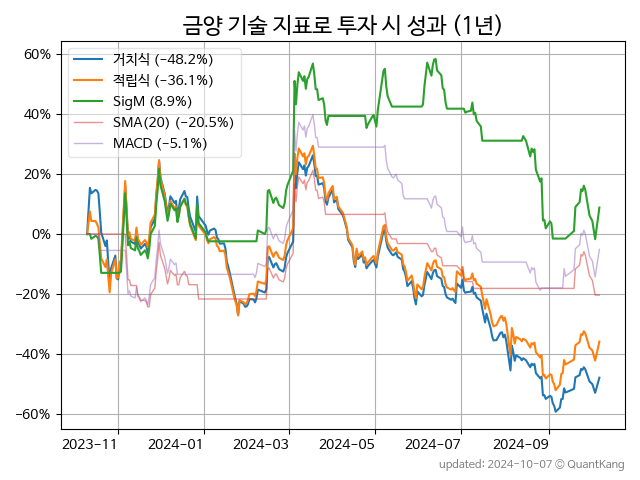 금양 기술 지표로 투자 시 성과 (1년)
60%
40%
20%
0%
−20%
−40%
−60%
거치식 (−48.2%)
적립식 (−36.1%)
SigM (8.9%)
SMA(20) (−20.5%)
MACD (−5.1%)
2023-11 2024-01 2024-03 2024-05 2024-07 2024-09
updated: 2024-10-07 © QuantKang